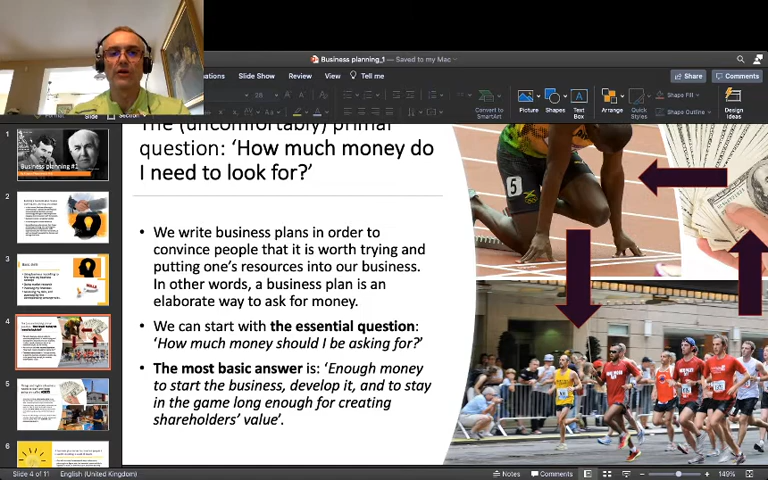 Business planning_1 — Saved to my Mac
Slide Show
Review
View
Tell me
Share
Comments
Convert to
SmartArt
Picture
Shapes
Text
Box
Arrange
Quick
Styles
Shape Fill
Shape Outline
Design
Ideas
The (uncomfortably) primal
question: ‘How much money do
I need to look for?’
• We write business plans in order to
convince people that it is worth trying and
putting one’s resources into our business.
In other words, a business plan is an
elaborate way to ask for money.
• We can start with the essential question:
‘How much money should I be asking for?’
• The most basic answer is: ‘Enough money
to start the business, develop it, and to stay
in the game long enough for creating
shareholders’ value’.
5
1
Business planning #1
2
3
4
5
6
Slide 4 of 11
English (United Kingdom)
Notes
Comments
149%